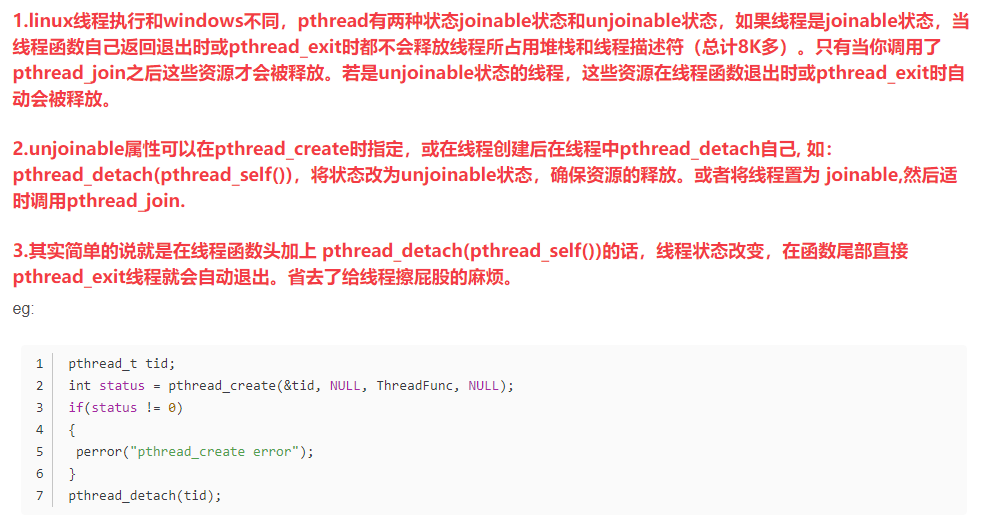 1.linux线程执行和windows不同，pthread有两种状态joinable状态和unjoinable状态，如果线程是joinable状态，当
线程函数自己返回退出时或pthread_exit时都不会释放线程所占用堆栈和线程描述符（总计8K多）。只有当你调用了
pthread_join之后这些资源才会被释放。若是unjoinable状态的线程，这些资源在线程函数退出时或pthread_exit时自
动会被释放。
2.unjoinable属性可以在pthread_create时指定，或在线程创建后在线程中pthread_detach自己, 如：
pthread_detach(pthread_self())，将状态改为unjoinable状态，确保资源的释放。或者将线程置为 joinable,然后适
时调用pthread_join.
3.其实简单的说就是在线程函数头加上 pthread_detach(pthread_self())的话，线程状态改变，在函数尾部直接
pthread_exit线程就会自动退出。省去了给线程擦屁股的麻烦。
eg:
1 pthread_t tid;
2 int status = pthread_create(&tid, NULL, ThreadFunc, NULL);
3 if(status != 0)
4 {
5  perror("pthread_create error");
6 }
7 pthread_detach(tid);